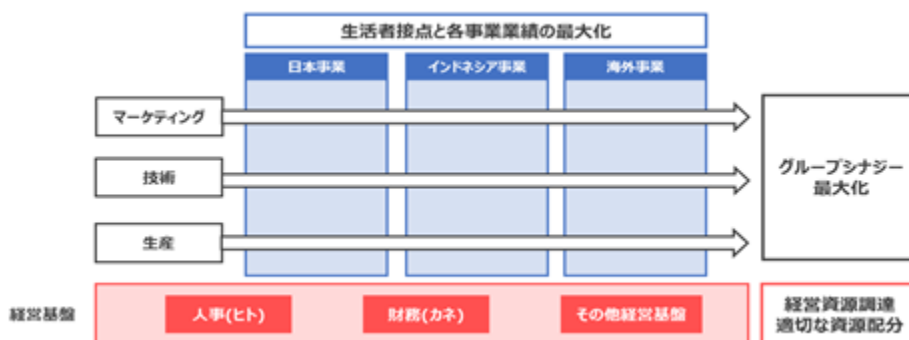 生活者接点と各事業業績の最大化
日本事業
インドネシア事業
海外事業
マーケティング
技術
生産
グループシナジー
最大化
経営基盤
人事(ヒト)
財務(カネ)
その他経営基盤
経営資源調達
適切な資源配分